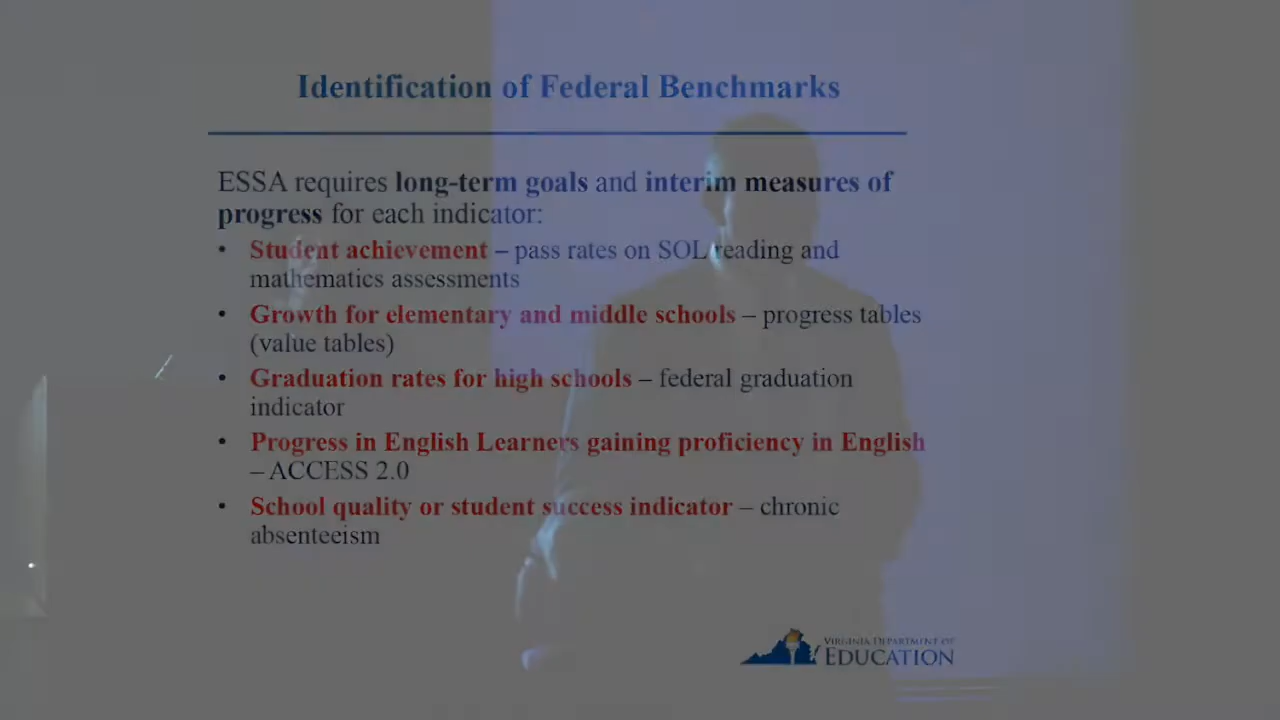 Identification of Federal Benchmarks
ESSA requires long-term goals and interim measures of
progress for each indicator:
• Student achievement – pass rates on SOL reading and
mathematics assessments
• Growth for elementary and middle schools – progress tables
(value tables)
• Graduation rates for high schools – federal graduation
indicator
• Progress in English Learners gaining proficiency in English
– ACCESS 2.0
• School quality or student success indicator – chronic
absenteeism
VIRGINIA DEPARTMENT OF
EDUCATION